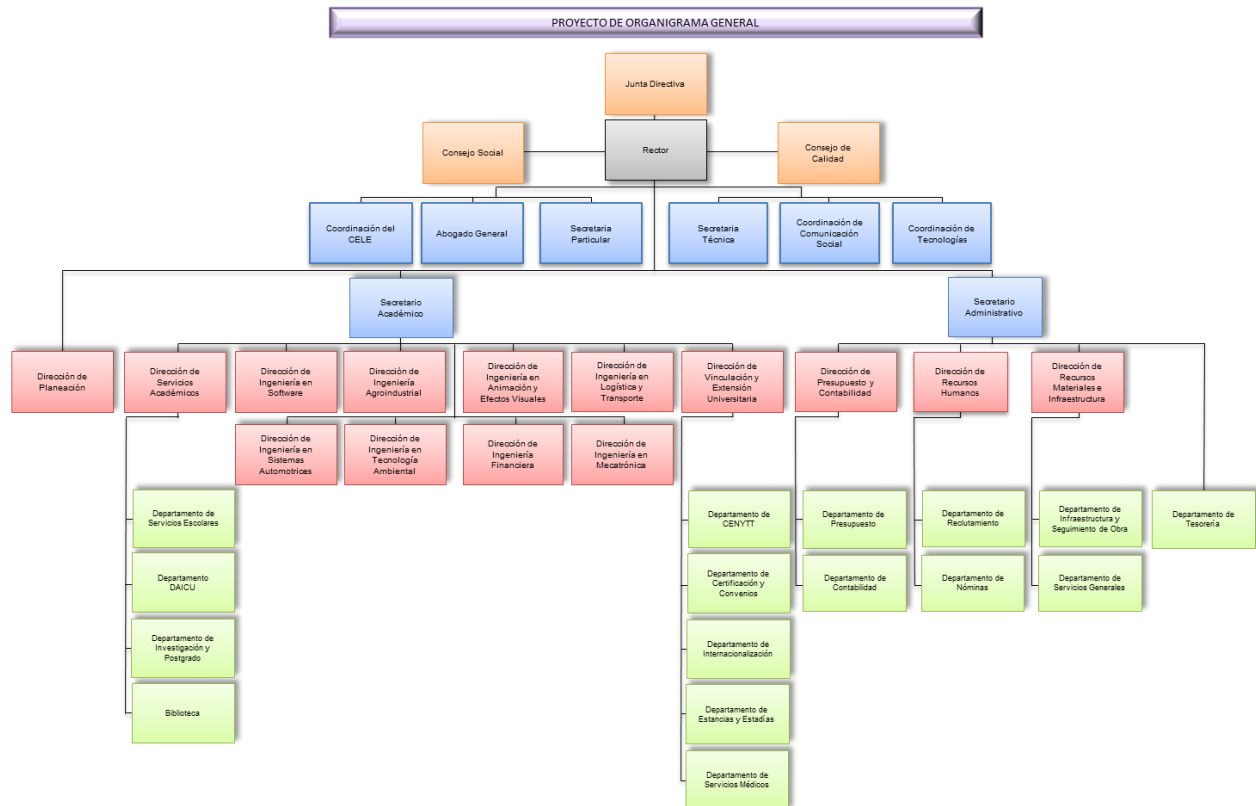 PROYECTO DE ORGANIGRAMA GENERAL
Junta Directiva
Consejo Social
Rector
Consejo de
Calidad
Coordinación del
CELE
Abogado General
Secretaria
Particular
Secretaria
Técnica
Coordinación de
Comunicación
Social
Coordinación de
Tecnologías
Secretario
Académico
Secretario
Administrativo
Dirección de
Planeación
Dirección de
Servicios
Académicos
Dirección de
Ingeniería en
Software
Dirección de
Ingeniería
Agroindustrial
Dirección de
Ingeniería en
Animación y
Efectos Visuales
Dirección de
Ingeniería en
Logística y
Transporte
Dirección de
Vinculación y
Extensión
Universitaria
Dirección de
Presupuesto y
Contabilidad
Dirección de
Recursos
Humanos
Dirección de
Recursos
Materiales e
Infraestructura
Dirección de
Ingeniería en
Sistemas
Automotrices
Dirección de
Ingeniería en
Tecnología
Ambiental
Dirección de
Ingeniería
Financiera
Dirección de
Ingeniería en
Mecatrónica
Departamento de
Servicios Escolares
Departamento de
CENYTT
Departamento de
Presupuesto
Departamento de
Reclutamiento
Departamento de
Infraestructura y
Seguimiento de Obra
Departamento de
Tesorería
Departamento
DAICU
Departamento de
Certificación y
Convenios
Departamento de
Contabilidad
Departamento de
Nóminas
Departamento de
Servicios Generales
Departamento de
Investigación y
Postgrado
Departamento de
Internacionalización
Biblioteca
Departamento de
Estancias y Estadías
Departamento de
Servicios Médicos